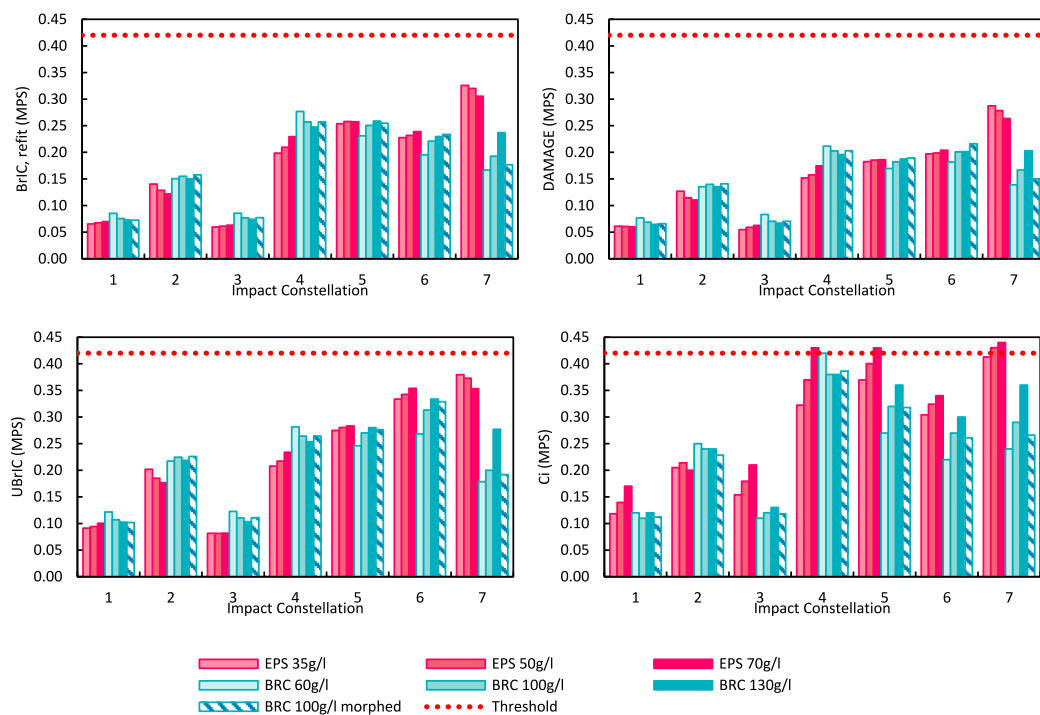 BrIC, refit (MPS)
0.45
0.40
0.35
0.30
0.25
0.20
0.15
0.10
0.05
0.00
1 2 3 4 5 6 7
Impact Constellation
DAMAGE (MPS)
0.45
0.40
0.35
0.30
0.25
0.20
0.15
0.10
0.05
0.00
1 2 3 4 5 6 7
Impact Constellation
UBrIC (MPS)
0.45
0.40
0.35
0.30
0.25
0.20
0.15
0.10
0.05
0.00
1 2 3 4 5 6 7
Impact Constellation
Ci (MPS)
0.45
0.40
0.35
0.30
0.25
0.20
0.15
0.10
0.05
0.00
1 2 3 4 5 6 7
Impact Constellation
EPS 35g/l EPS 50g/l EPS 70g/l
BRC 60g/l BRC 100g/l BRC 130g/l
BRC 100g/l morphed Threshold